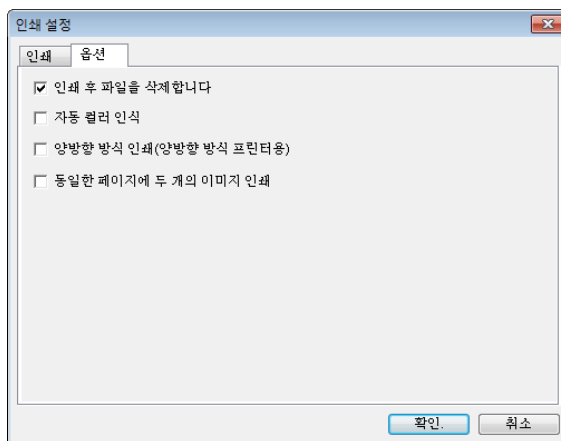 인쇄 설정
인쇄 옵션
인쇄 후 파일을 삭제합니다
자동 컬러 인식
양방향 방식 인쇄(양방향 방식 프린터용)
동일한 페이지에 두 개의 이미지 인쇄
확인. 취소